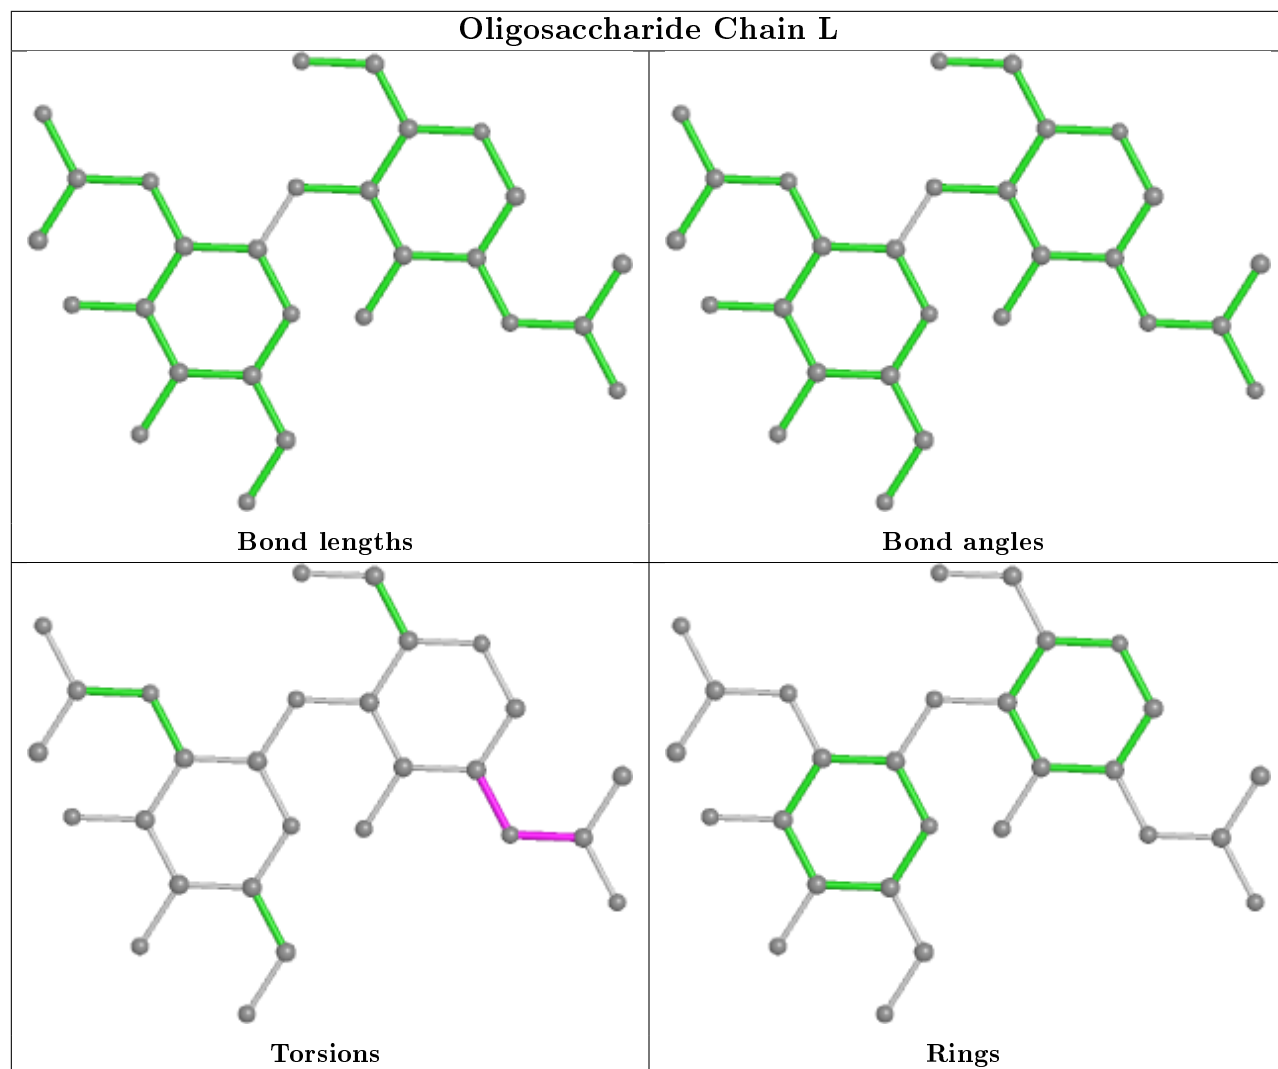 Oligosaccharide Chain L
Bond lengths
Bond angles
Torsions
Rings